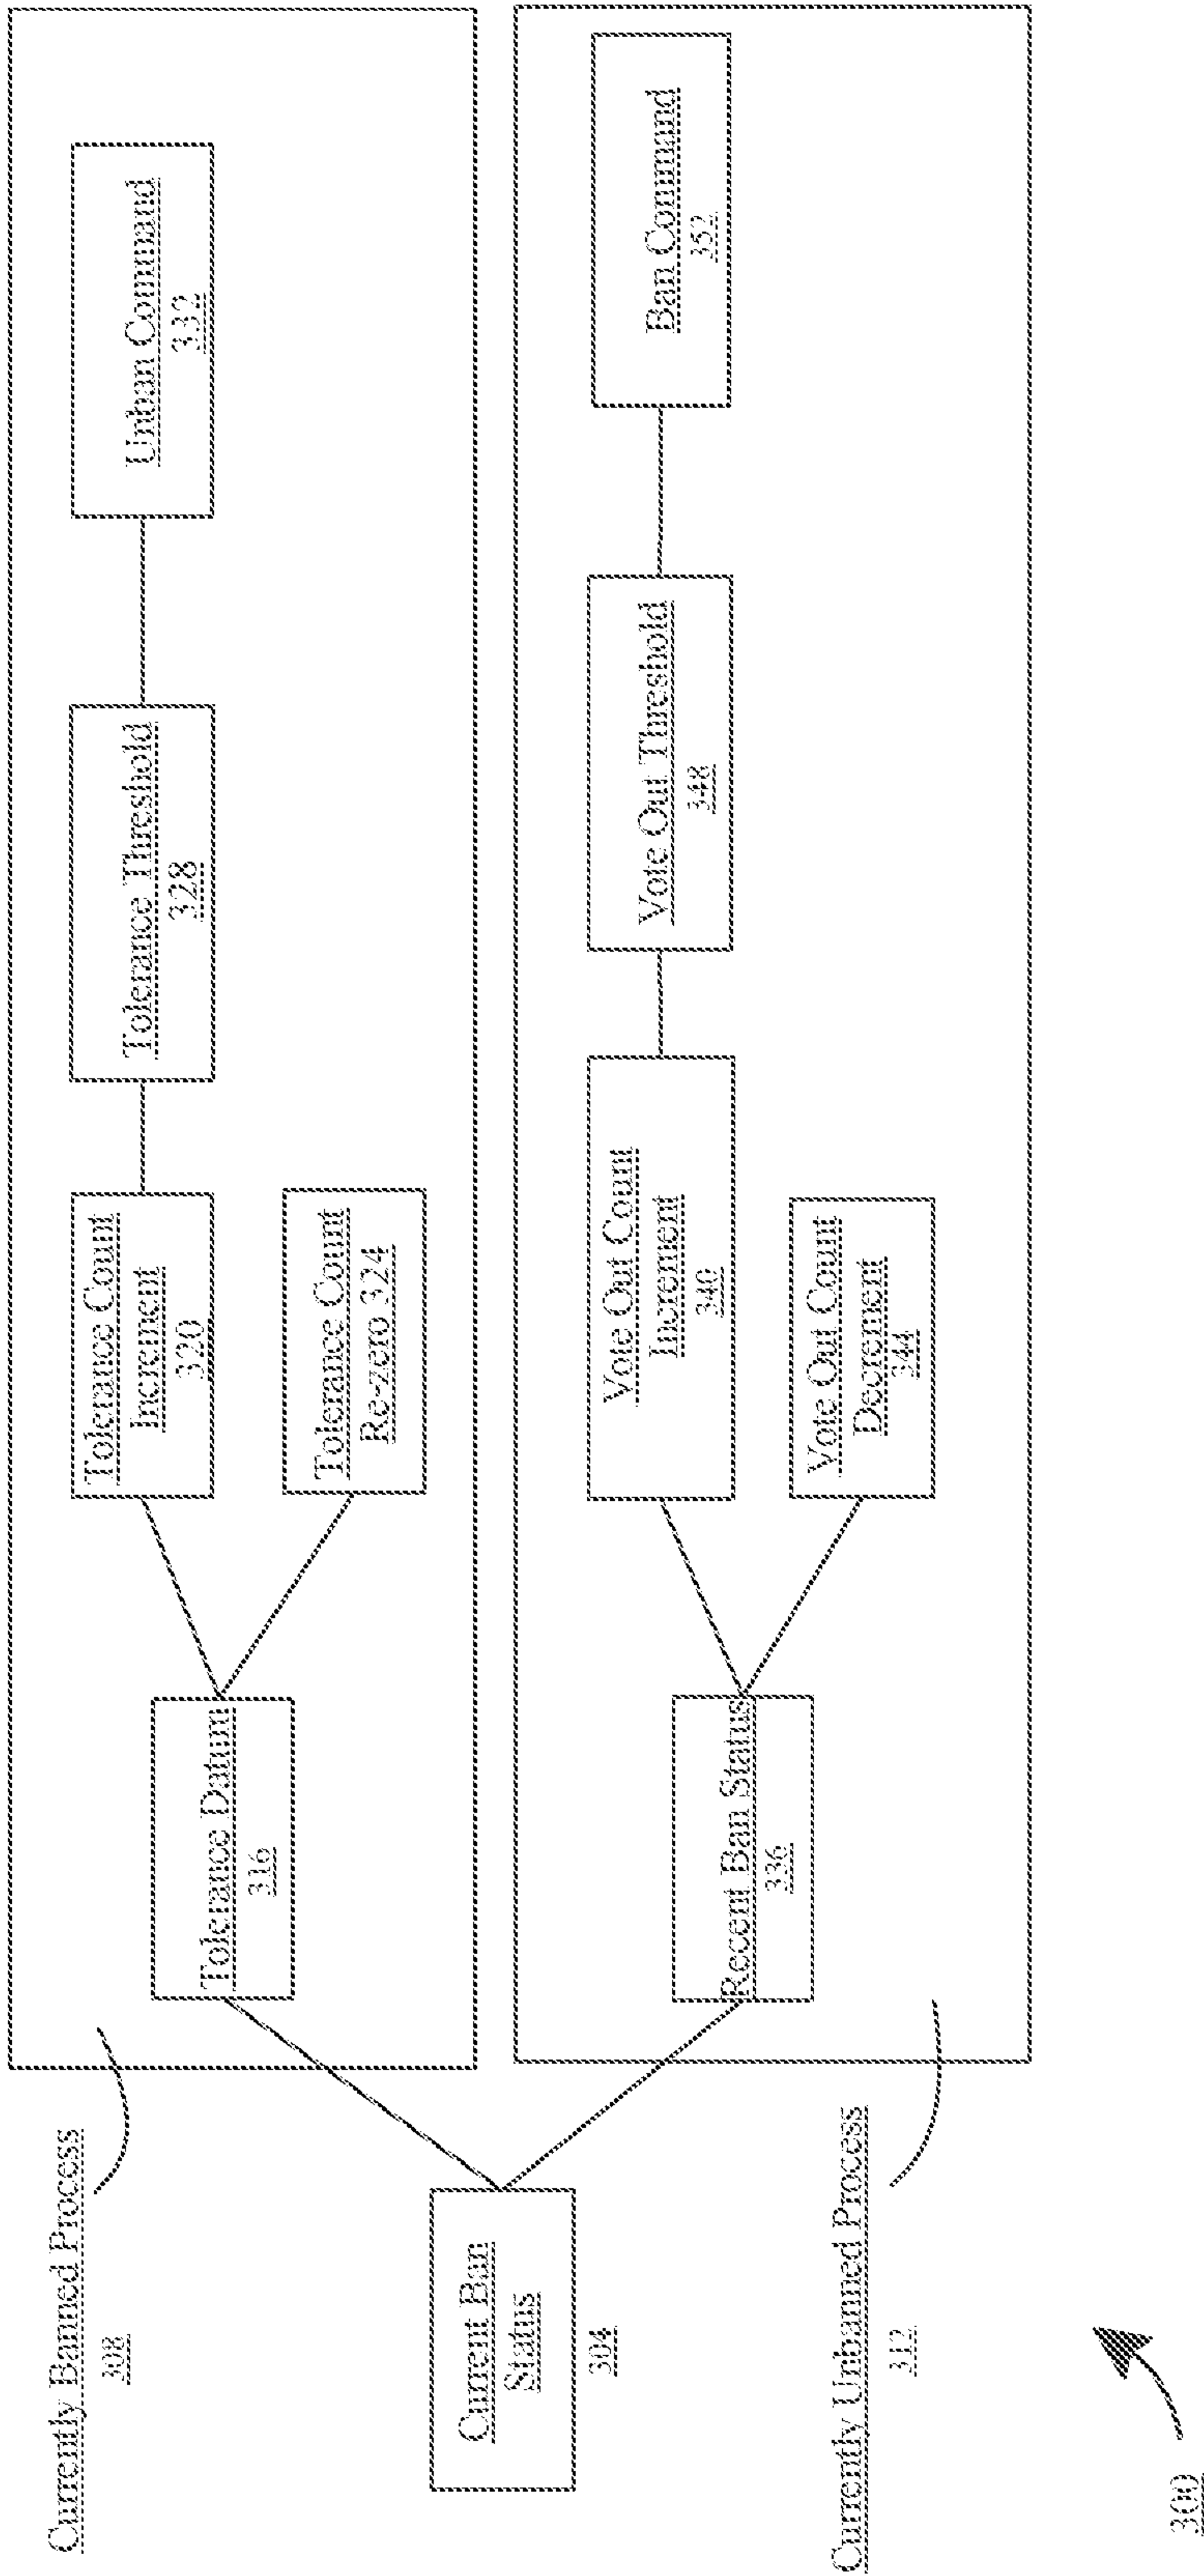 Currently Banned Process
308
Current Ban
Status
304
Currently Unbanned Process
312
300
Tolerance Datum
316
Tolerance Count
Increment
320
Tolerance Count
Re-zero 324
Tolerance Threshold
328
Unban Command
332
Recent Ban Status
336
Vote Out Count
Increment
340
Vote Out Count
Decrement
344
Vote Out Threshold
348
Ban Command
352